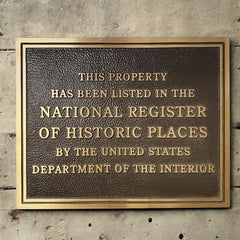 THIS PROPERTY
HAS BEEN LISTED IN THE
NATIONAL REGISTER
OF HISTORIC PLACES
BY THE UNITED STATES
DEPARTMENT OF THE INTERIOR